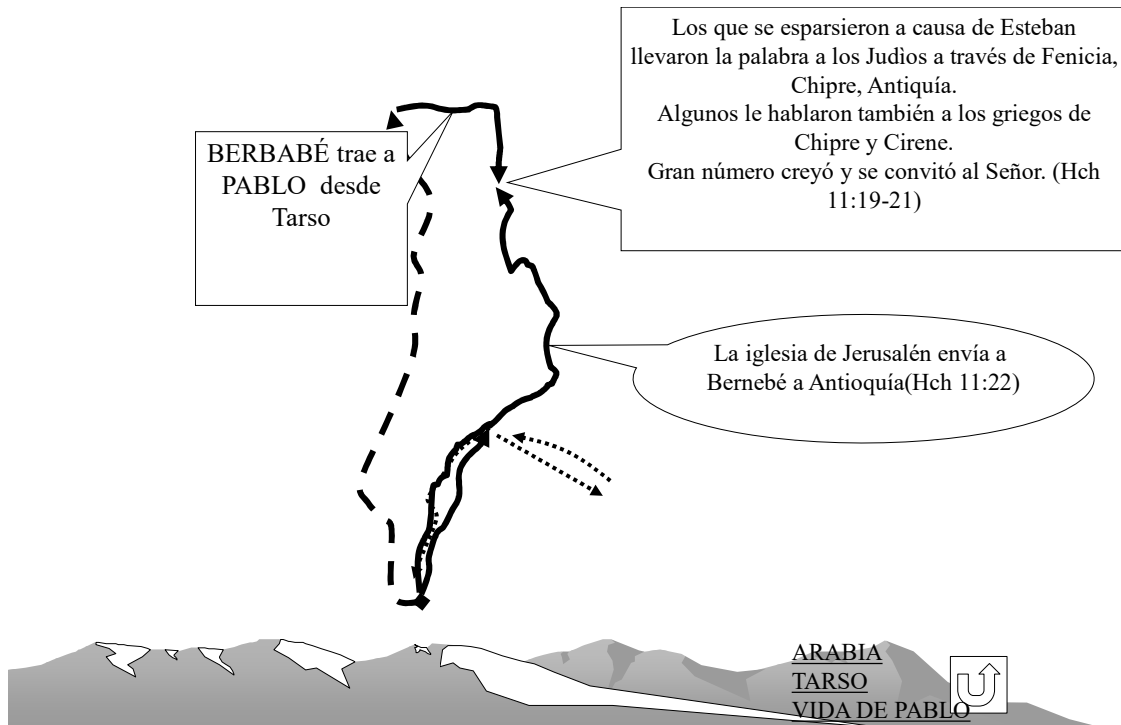 Los que se esparsieron a causa de Esteban
llevaron la palabra a los Judìos a través de Fenicia,
Chipre, Antiquía.
Algunos le hablaron también a los griegos de
Chipre y Cirene.
Gran número creyó y se convitó al Señor. (Hch
11:19-21)
BERBABÉ trae a
PABLO desde
Tarso
La iglesia de Jerusalén envía a
Bernebé a Antioquía(Hch 11:22)
ARABIA
TARSO
VIDA DE PABLO